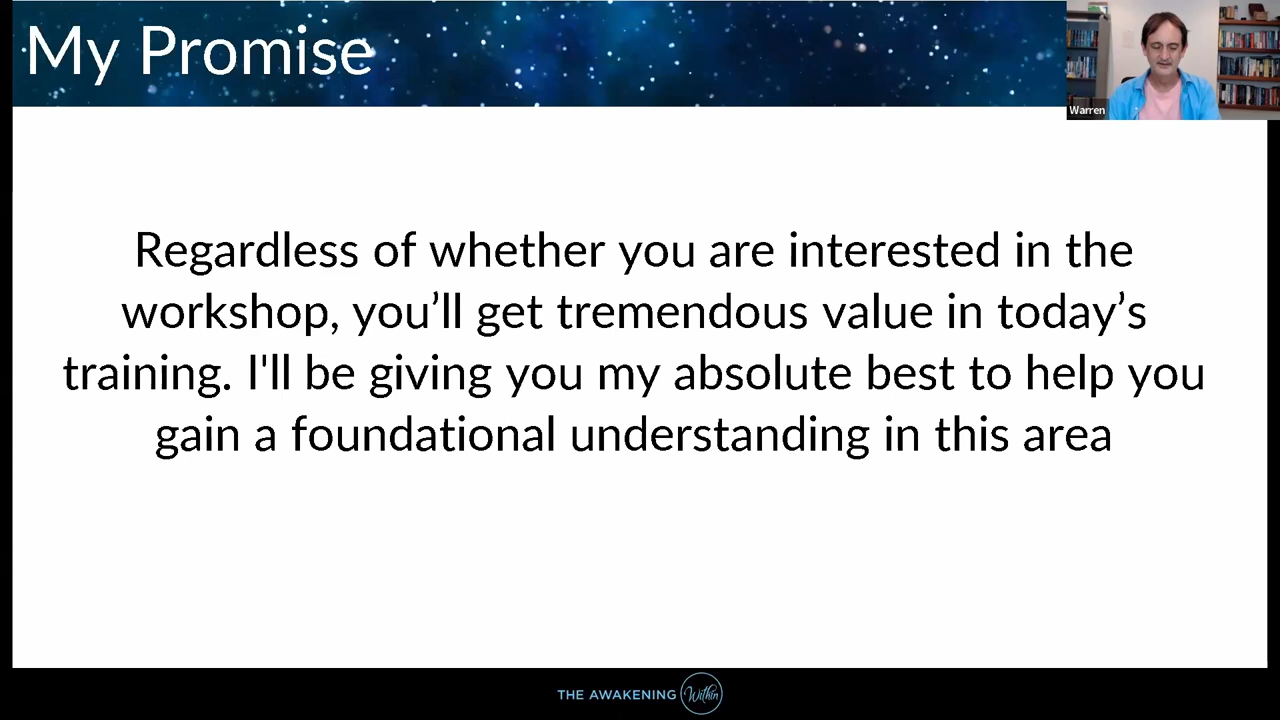 My Promise
Warren
Regardless of whether you are interested in the
workshop, you’ll get tremendous value in today’s
training. I'll be giving you my absolute best to help you
gain a foundational understanding in this area
THE AWAKENING Within